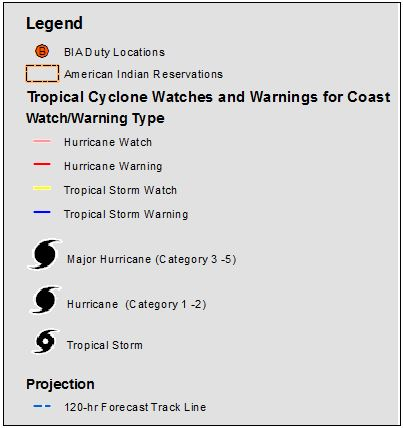 Legend
BIA Duty Locations
American Indian Reservations
Tropical Cyclone Watches and Warnings for Coast
Watch/Warning Type
Hurricane Watch
Hurricane Warning
Tropical Storm Watch
Tropical Storm Warning
Major Hurricane (Category 3 -5)
Hurricane (Category 1 -2)
Tropical Storm
Projection
120-hr Forecast Track Line